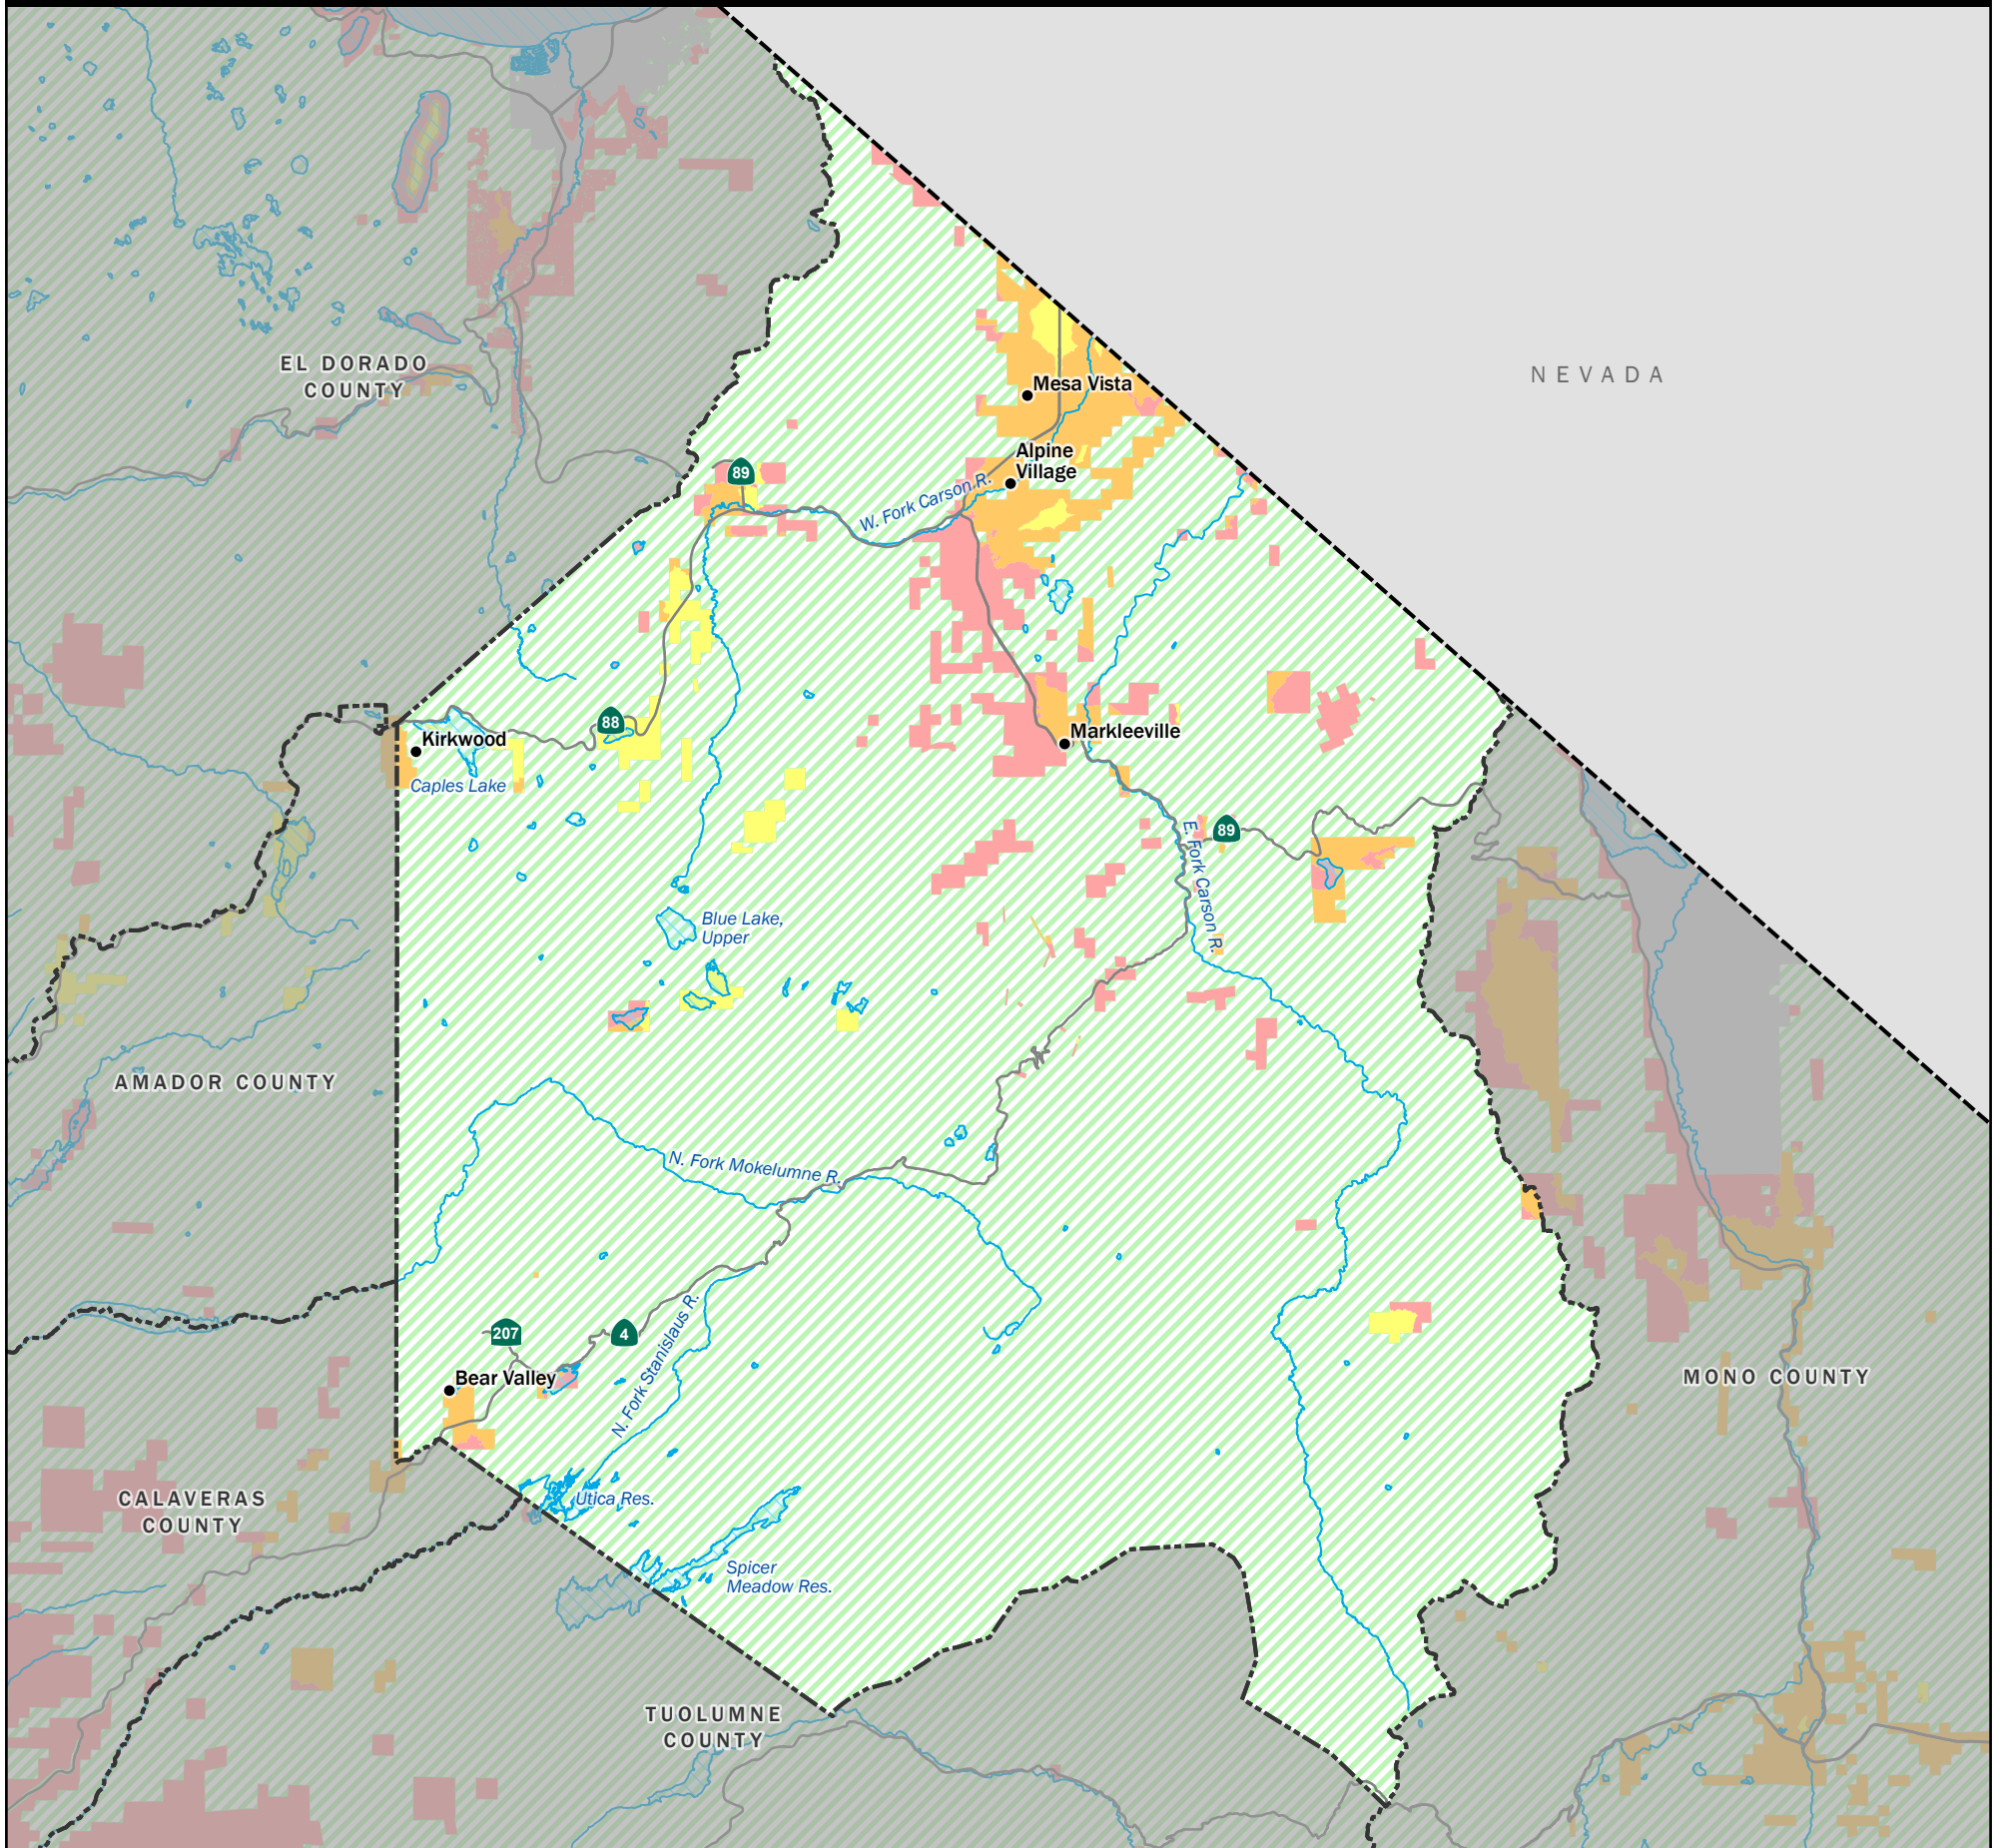 EL DORADO
COUNTY
NEVADA
Mesa Vista
Alpine
Village
89
W. Fork Carson R.
88
Kirkwood
Caples Lake
Markleeville
89
E. Fork Carson R.
Blue Lake,
Upper
AMADOR COUNTY
N. Fork Mokelumne R.
207
4
N. Fork Stanislaus R.
Bear Valley
MONO COUNTY
CALAVERAS
COUNTY
Utica Res.
Spicer
Meadow Res.
TUOLUMNE
COUNTY